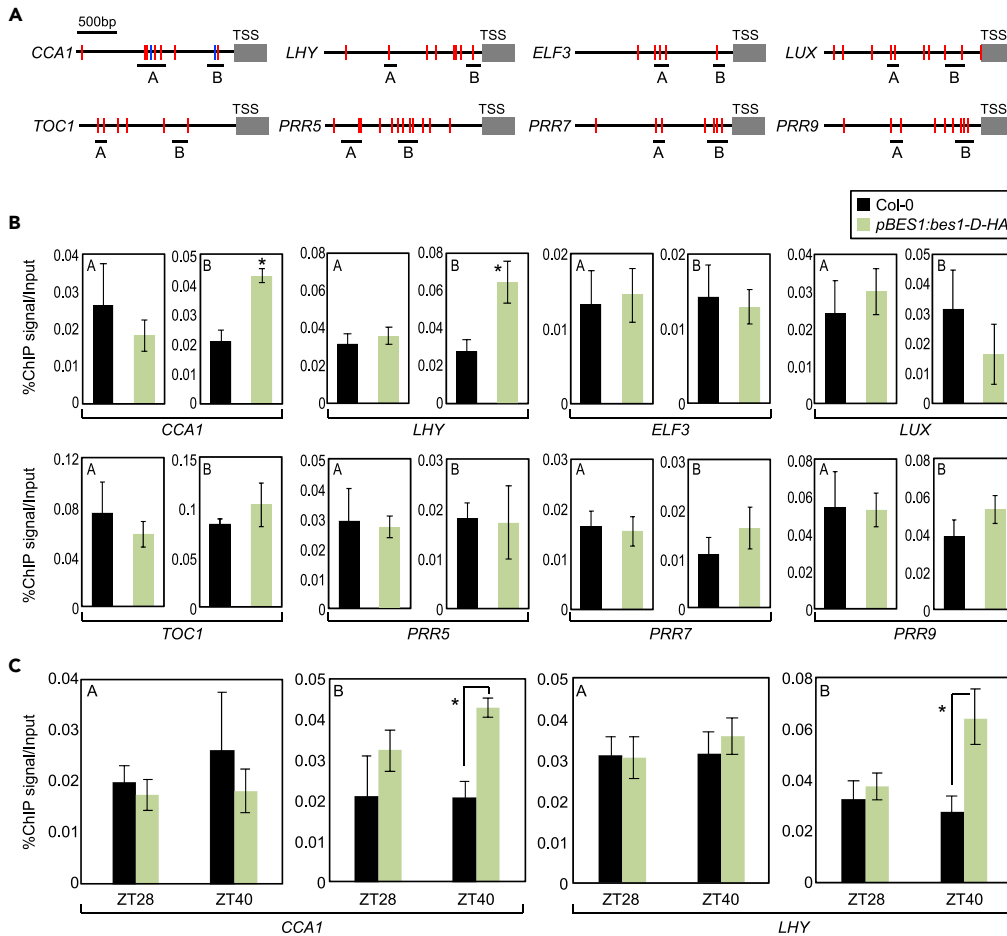 A
500bp
TSS TSS TSS TSS
CCA1 LHY ELF3 LUX
A B A B A B A B
TSS TSS TSS TSS
TOC1 PRR5 PRR7 PRR9
A B A B A B A B
Col-0
pBES1:bes1-D-HA
B
%ChIP signal/Input
A 0.04 0.03 0.02 0.01 0
B 0.05 0.04 0.03 0.02 0.01 0 *
CCA1
A 0.08 0.06 0.04 0.02 0
B 0.08 0.06 0.04 0.02 0 *
LHY
A 0.02 0.01 0
B 0.02 0.01 0
ELF3
A 0.04 0.03 0.02 0.01 0
B 0.05 0.04 0.03 0.02 0.01 0
LUX
%ChIP signal/Input
A 0.12 0.08 0.04 0
B 0.15 0.1 0.05 0
TOC1
A 0.05 0.04 0.03 0.02 0.01 0
B 0.03 0.02 0.01 0
PRR5
A 0.03 0.02 0.01 0
B 0.03 0.02 0.01 0
PRR7
A 0.08 0.06 0.04 0.02 0
B 0.08 0.06 0.04 0.02 0
PRR9
C
%ChIP signal/Input
A 0.04 0.03 0.02 0.01 0
ZT28 ZT40
B 0.05 0.04 0.03 0.02 0.01 0 *
ZT28 ZT40
CCA1
A 0.05 0.04 0.03 0.02 0.01 0
ZT28 ZT40
B 0.08 0.06 0.04 0.02 0 *
ZT28 ZT40
LHY